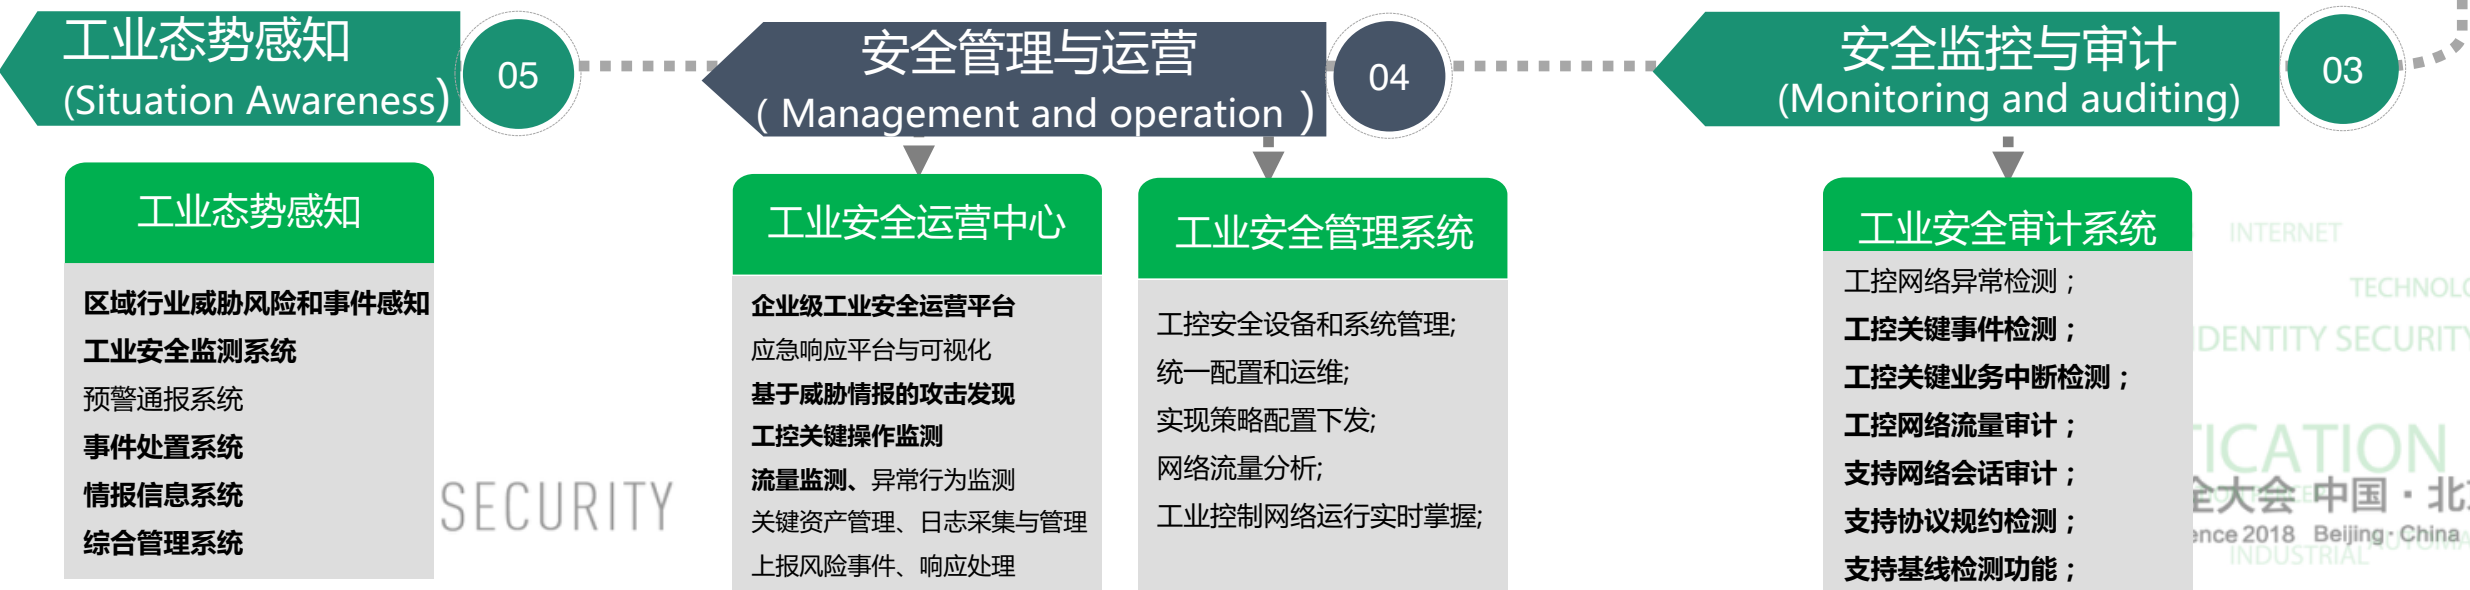 工业态势感知
(Situation Awareness)
05
安全管理与运营
( Management and operation )
04
安全监控与审计
(Monitoring and auditing)
03
工业态势感知
区域行业威胁风险和事件感知
工业安全监测系统
预警通报系统
事件处置系统
情报信息系统
综合管理系统
SECURITY
工业安全运营中心
企业级工业安全运营平台
应急响应平台与可视化
基于威胁情报的攻击发现
工控关键操作监测
流量监测、异常行为监测
关键资产管理、日志采集与管理
上报风险事件、响应处理
工业安全管理系统
工控安全设备和系统管理;
统一配置和运维;
实现策略配置下发;
网络流量分析;
工业控制网络运行实时掌握;
工业安全审计系统
工控网络异常检测；
工控关键事件检测；
工控关键业务中断检测；
工控网络流量审计；
支持网络会话审计；
支持协议规约检测；
支持基线检测功能；
INTERNET
TECHNOLO
IDENTITY SECURITY
ICATION
全大会 中国·北
ence 2018 Beijing·China
INDUSTRIAL